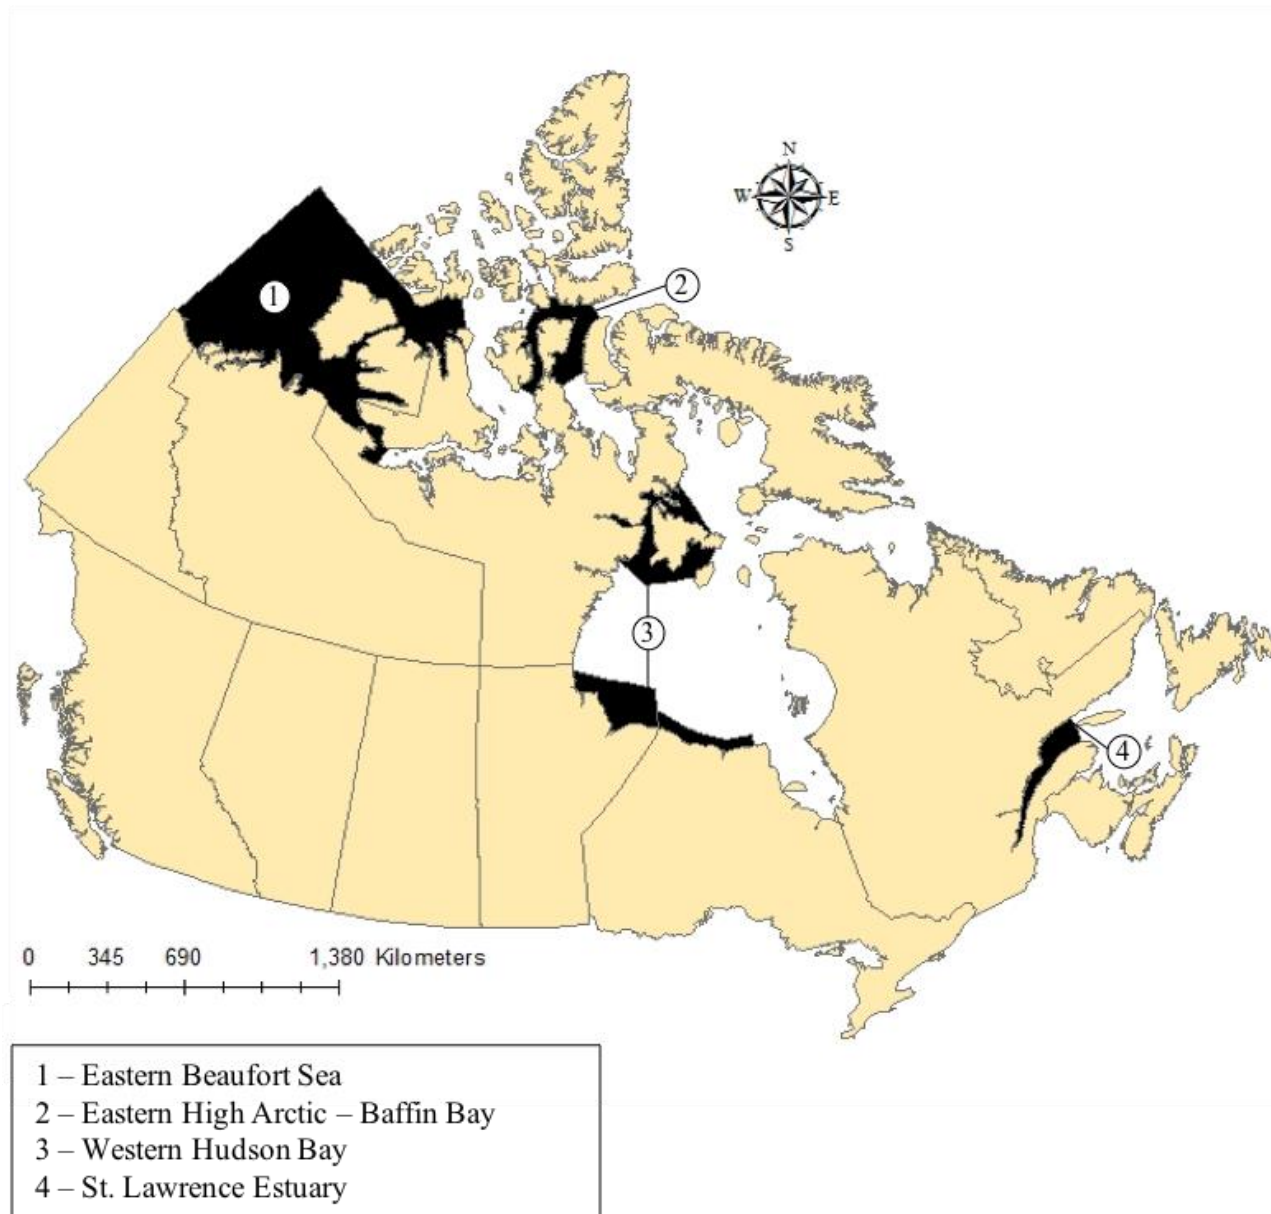 N
W E
S
1
2
3
4
0 345 690 1,380 Kilometers
1 – Eastern Beaufort Sea
2 – Eastern High Arctic – Baffin Bay
3 – Western Hudson Bay
4 – St. Lawrence Estuary